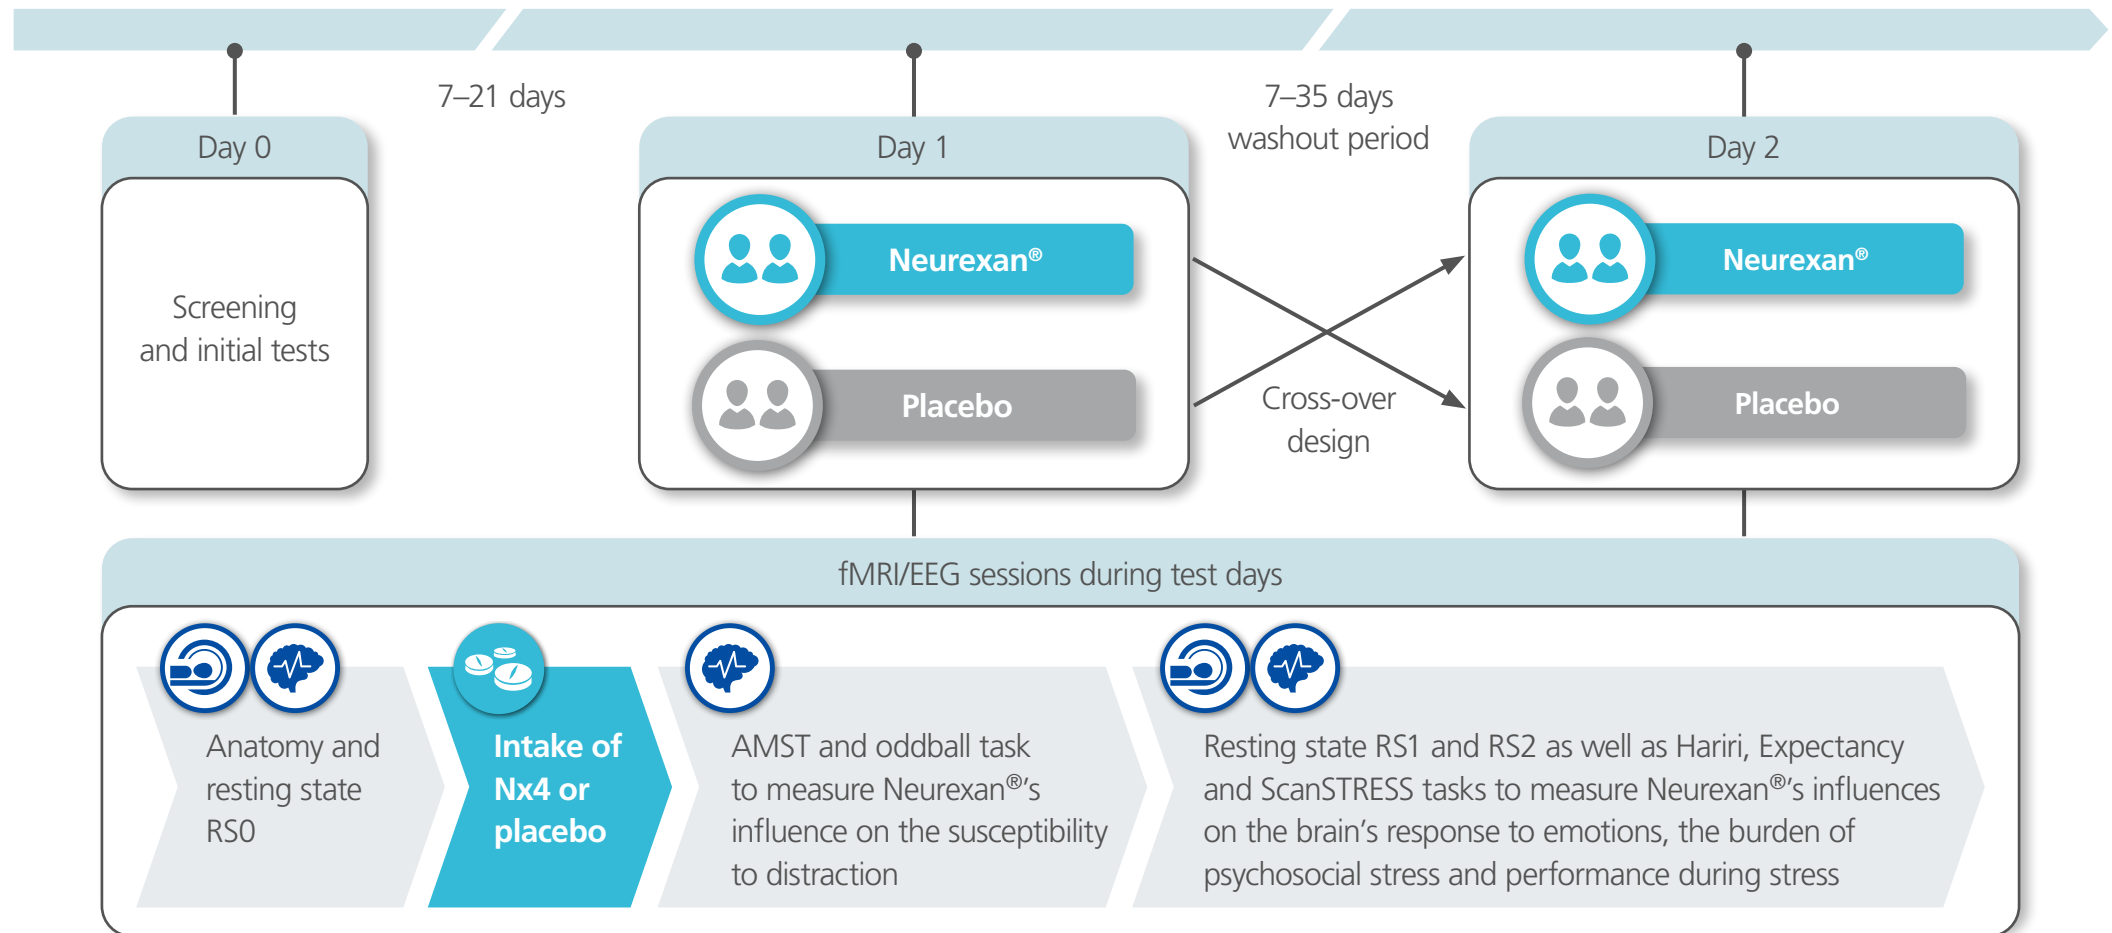 7–21 days
7–35 days
washout period
Day 0
Screening
and initial tests
Day 1
Neurexan®
Placebo
Cross-over
design
Day 2
Neurexan®
Placebo
fMRI/EEG sessions during test days
Anatomy and
resting state
RS0
Intake of
Nx4 or
placebo
AMST and oddball task
to measure Neurexan®’s
influence on the susceptibility
to distraction
Resting state RS1 and RS2 as well as Hariri, Expectancy
and ScanSTRESS tasks to measure Neurexan®’s influences
on the brain’s response to emotions, the burden of
psychosocial stress and performance during stress